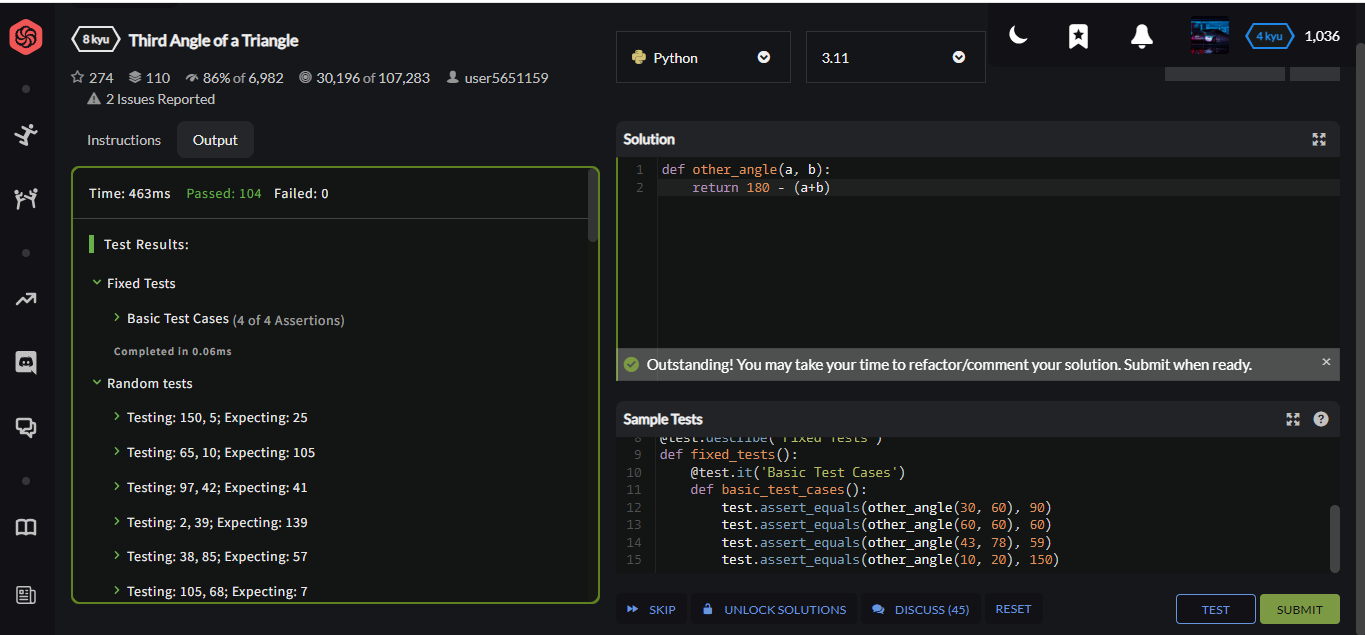 8 kyu Third Angle of a Triangle
274 110 86% of 6,982 30,196 of 107,283 user5651159
2 Issues Reported
Python
3.11
4 kyu 1,036
Instructions Output
Time: 463ms Passed: 104 Failed: 0
Test Results:
Fixed Tests
Basic Test Cases (4 of 4 Assertions)
Completed in 0.06ms
Random tests
Testing: 150, 5; Expecting: 25
Testing: 65, 10; Expecting: 105
Testing: 97, 42; Expecting: 41
Testing: 2, 39; Expecting: 139
Testing: 38, 85; Expecting: 57
Testing: 105, 68; Expecting: 7
Solution
1 def other_angle(a, b):
2 return 180 - (a+b)
Outstanding! You may take your time to refactor/comment your solution. Submit when ready. ×
Sample Tests ?
8 @test.describe('Fixed Tests')
9 def fixed_tests():
10 @test.it('Basic Test Cases')
11 def basic_test_cases():
12 test.assert_equals(other_angle(30, 60), 90)
13 test.assert_equals(other_angle(60, 60), 60)
14 test.assert_equals(other_angle(43, 78), 59)
15 test.assert_equals(other_angle(10, 20), 150)
SKIP UNLOCK SOLUTIONS DISCUSS (45) RESET TEST SUBMIT